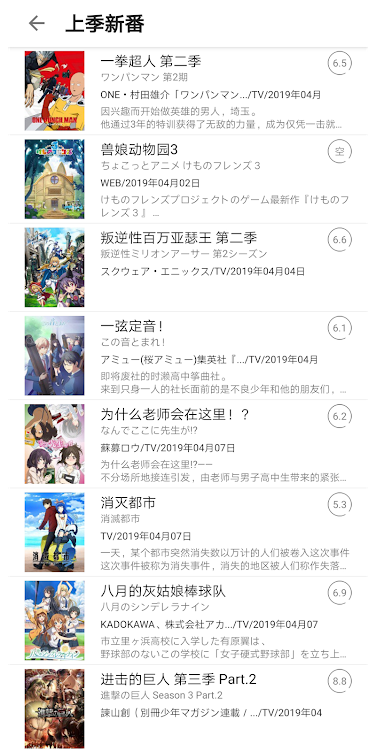 上季新番
一拳超人 第二季
6.5
ワンパンマン 第2期
ONE・村田雄介「ワンパンマン.../TV/2019年04月
因兴趣而开始做英雄的男人，埼玉。
他通过3年的特训获得了无敌的力量，成为仅凭一击就...
兽娘动物园3
空
ちょこっとアニメ けものフレンズ３
WEB/2019年04月02日
けものフレンズプロジェクトのゲーム最新作『けものフ
レンズ３』...
叛逆性百万亚瑟王 第二季
6.6
叛逆性ミリオンアーサー 第2シーズン
スクウェア・エニックス/TV/2019年04月04日
一弦定音！
6.1
この音とまれ！
アミュー(桜アミュー)集英社『.../TV/2019年04月
即将废社的时濑高中筝曲社。
来到只身一人的社长面前的是不良少年和他的朋友们，...
为什么老师会在这里！？
6.2
なんでここに先生が!?
蘇募ロウ/TV/2019年04月07日
为什么老师会在这里!?——
不分场所地接连引发，由老师与男子高中生带来的紧张...
消灭都市
5.3
消滅都市
TV/2019年04月07日
一天，某个都市突然消失数以万计的人们被卷入这次事件
这次事件被称为消失事件，消失的地区被人们称作失落...
八月的灰姑娘棒球队
6.9
八月のシンデレラナイン
KADOKAWA、株式会社アカ.../TV/2019年04月07
市立里ヶ浜高校に入学した有原翼は、
野球部のないこの学校に「女子硬式野球部」を立ち上...
进击的巨人 第三季 Part.2
8.8
進撃の巨人 Season 3 Part.2
諫山創（別冊少年マガジン連載 / .../TV/2019年04